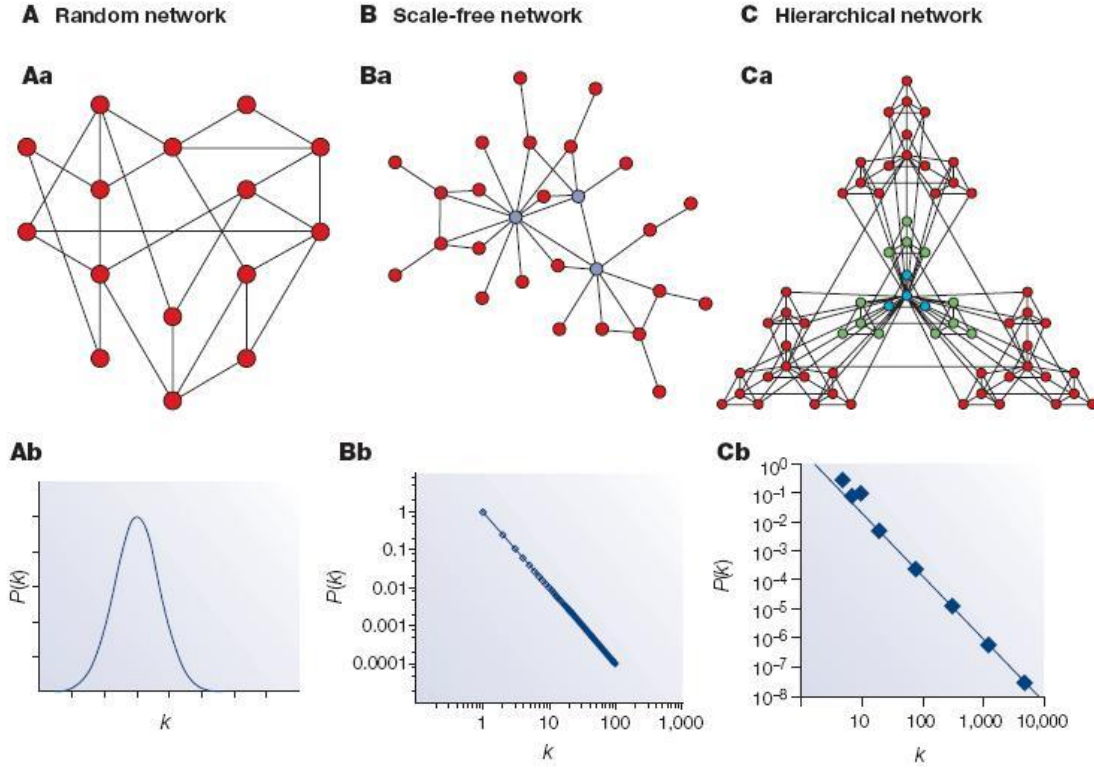 A Random network
B Scale-free network
C Hierarchical network
Aa
Ba
Ca
Ab
P(k)
k
Bb
1
0.1
0.01
0.001
0.0001
P(k)
1 10 100 1,000
k
Cb
10⁰
10⁻¹
10⁻²
10⁻³
10⁻⁴
10⁻⁵
10⁻⁶
10⁻⁷
10⁻⁸
P(k)
10 100 1,000 10,000
k